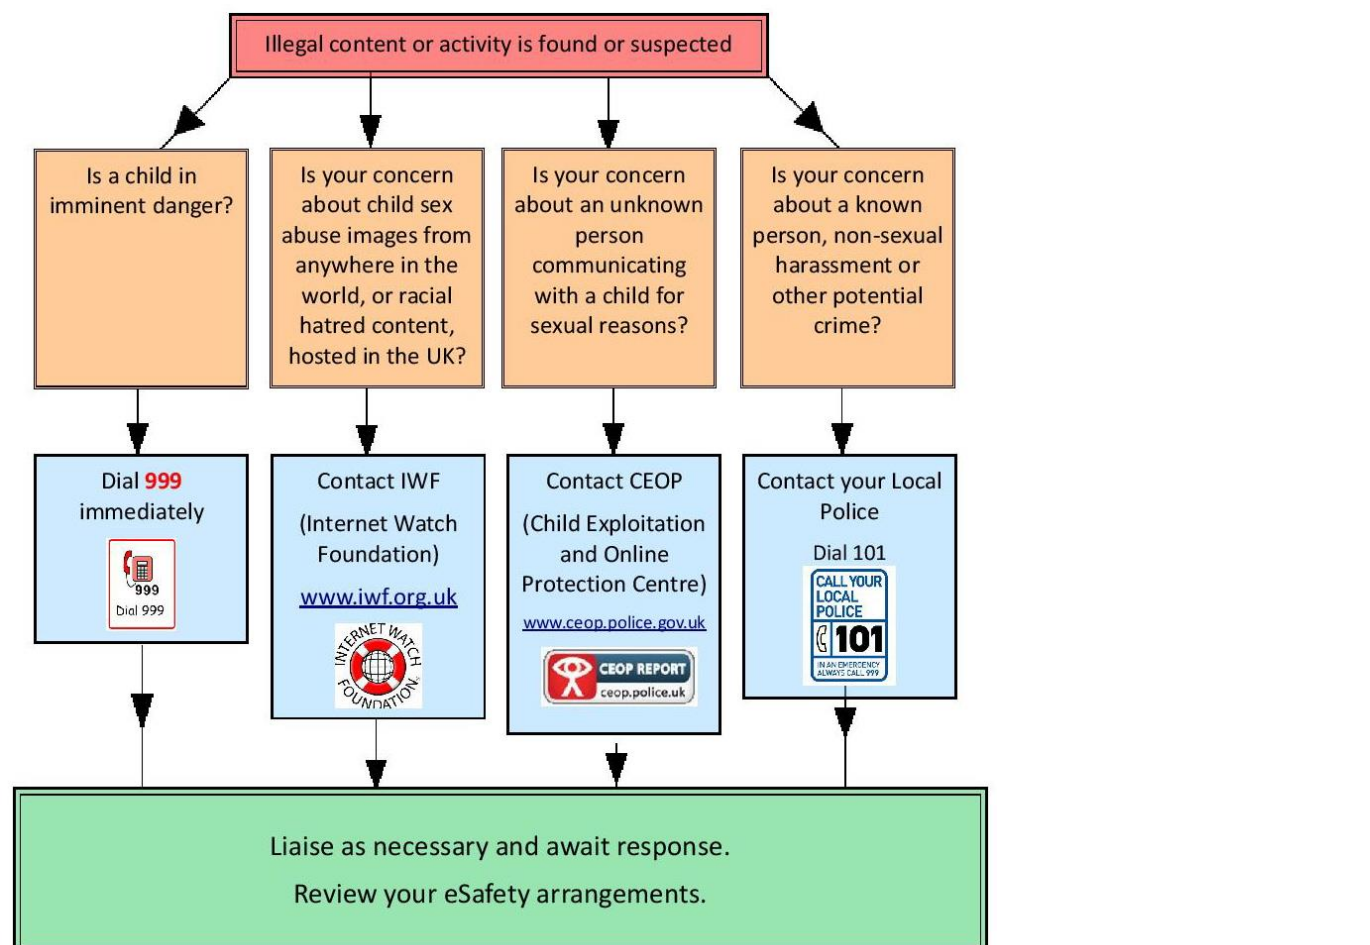 Illegal content or activity is found or suspected
Is a child in
imminent danger?
Is your concern
about child sex
abuse images from
anywhere in the
world, or racial
hatred content,
hosted in the UK?
Is your concern
about an unknown
person
communicating
with a child for
sexual reasons?
Is your concern
about a known
person, non-sexual
harassment or
other potential
crime?
Dial 999
immediately
999
Dial 999
Contact IWF
(Internet Watch
Foundation)
www.iwf.org.uk
INTERNET WATCH
FOUNDATION
Contact CEOP
(Child Exploitation
and Online
Protection Centre)
www.ceop.police.gov.uk
CEOP REPORT
ceop.police.uk
Contact your Local
Police
Dial 101
CALL YOUR
LOCAL
POLICE
101
IN AN EMERGENCY
ALWAYS CALL 999
Liaise as necessary and await response.
Review your eSafety arrangements.